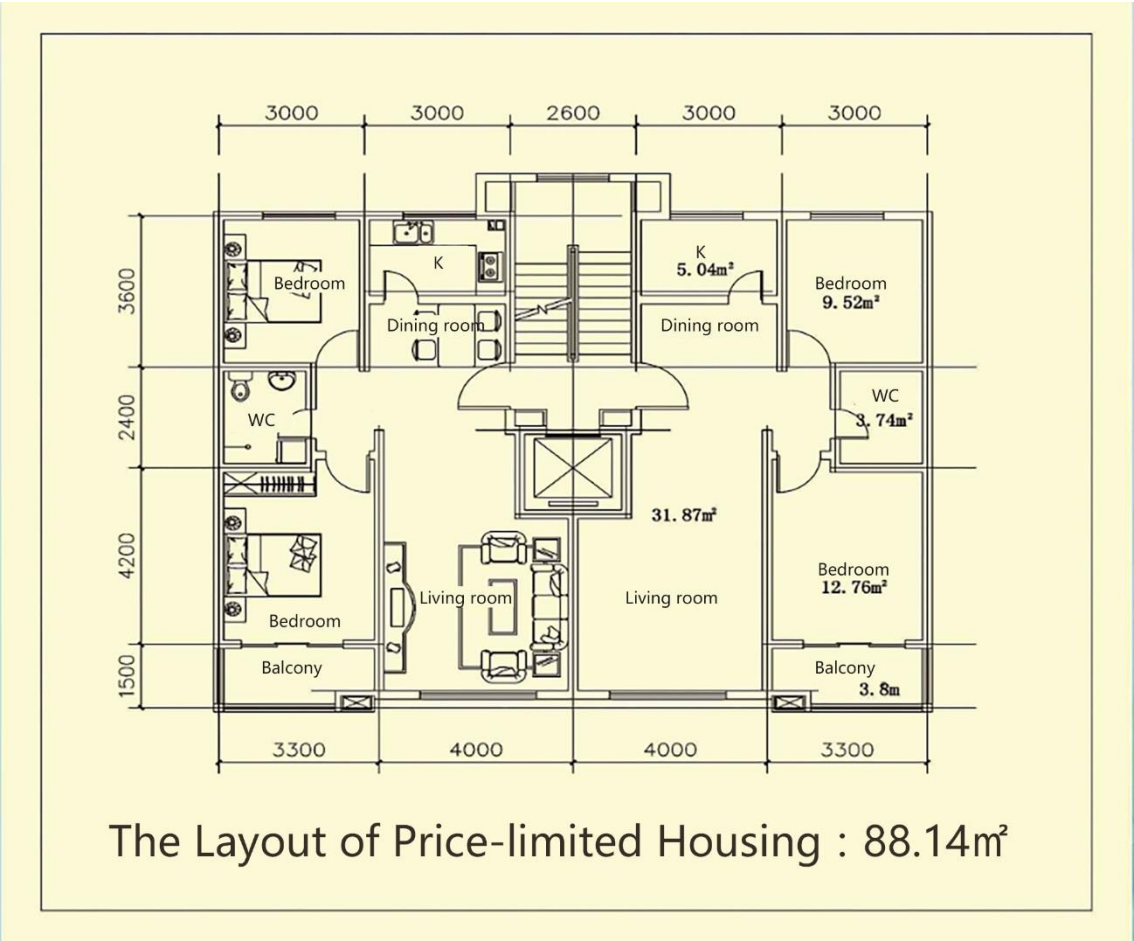 3000 3000 2600 3000 3000
3600
2400
4200
1500
Bedroom
K
Dining room
WC
Bedroom
Balcony
Living room
K
5.04m²
Dining room
Bedroom
9.52m²
WC
3.74m²
31.87m²
Living room
Bedroom
12.76m²
Balcony
3.8m
3300 4000 4000 3300
The Layout of Price-limited Housing : 88.14㎡